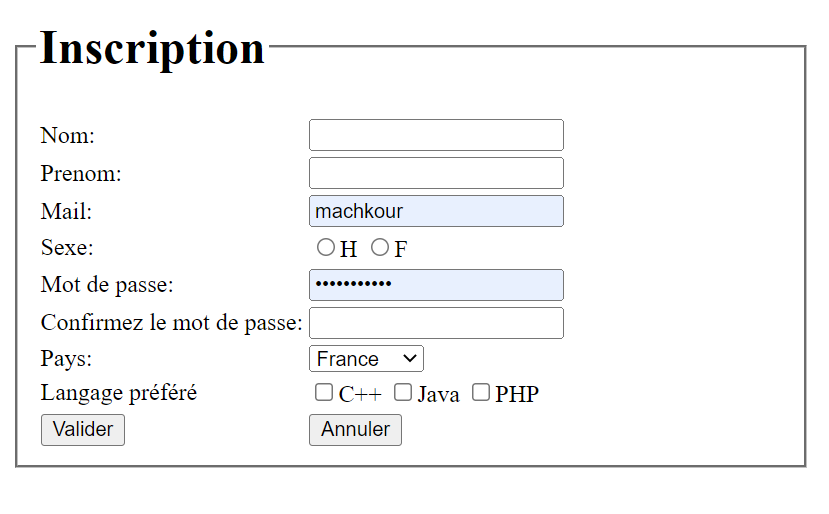 Inscription
Nom:
Prenom:
Mail: machkour
Sexe: H F
Mot de passe: •••••••••••
Confirmez le mot de passe:
Pays: France
Langage préféré C++ Java PHP
Valider Annuler